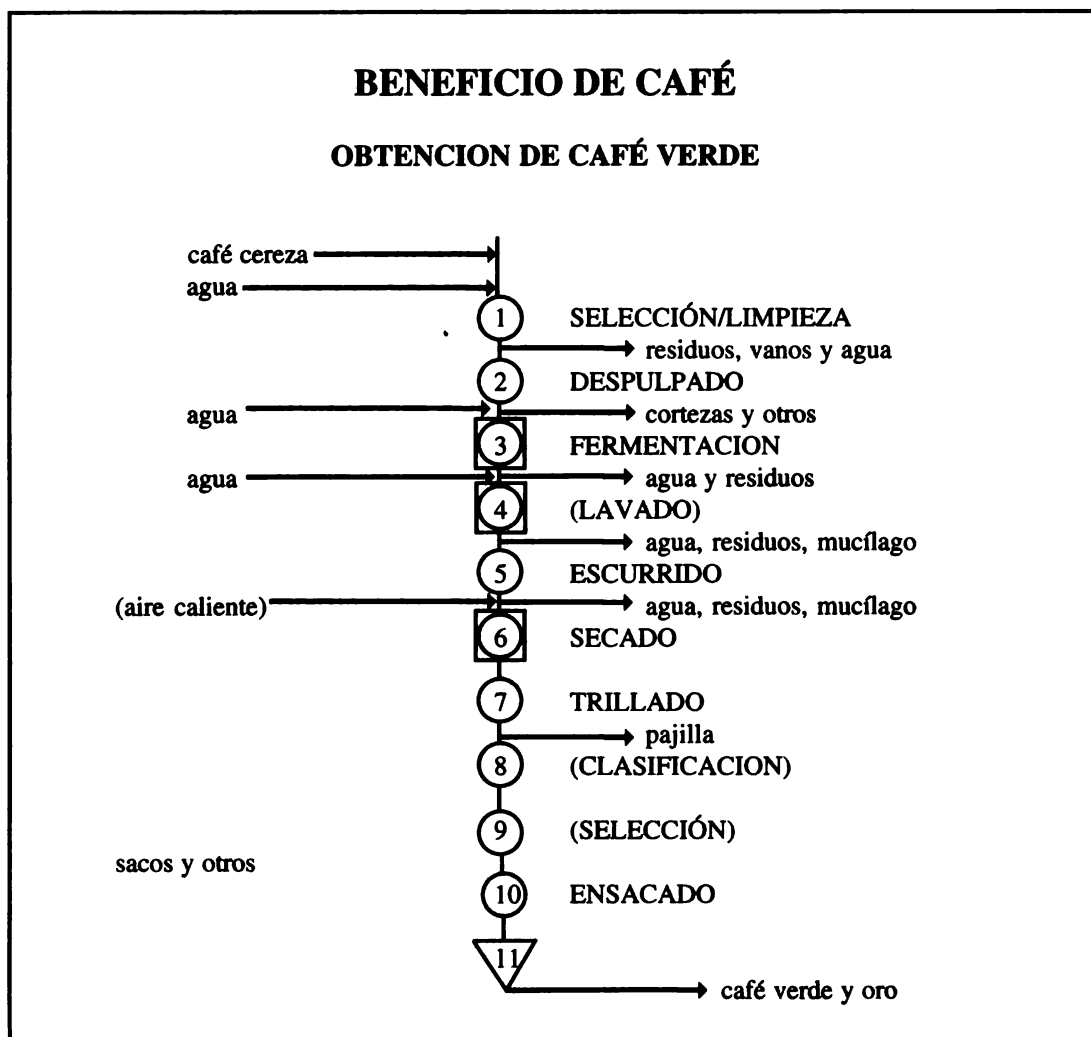 BENEFICIO DE CAFÉ
OBTENCION DE CAFÉ VERDE
café cereza
agua
1 SELECCIÓN/LIMPIEZA
residuos, vanos y agua
2 DESPULPADO
agua
cortezas y otros
3 FERMENTACION
agua
agua y residuos
4 (LAVADO)
agua, residuos, mucílago
5 ESCURRIDO
(aire caliente)
agua, residuos, mucílago
6 SECADO
7 TRILLADO
pajilla
8 (CLASIFICACION)
9 (SELECCIÓN)
sacos y otros
10 ENSACADO
11
café verde y oro